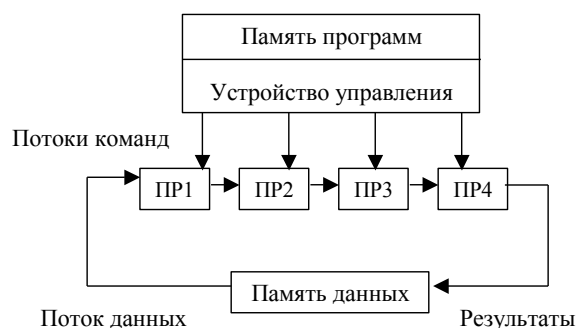 Память программ
Устройство управления
Потоки команд
ПР1 ПР2 ПР3 ПР4
Память данных
Поток данных Результаты